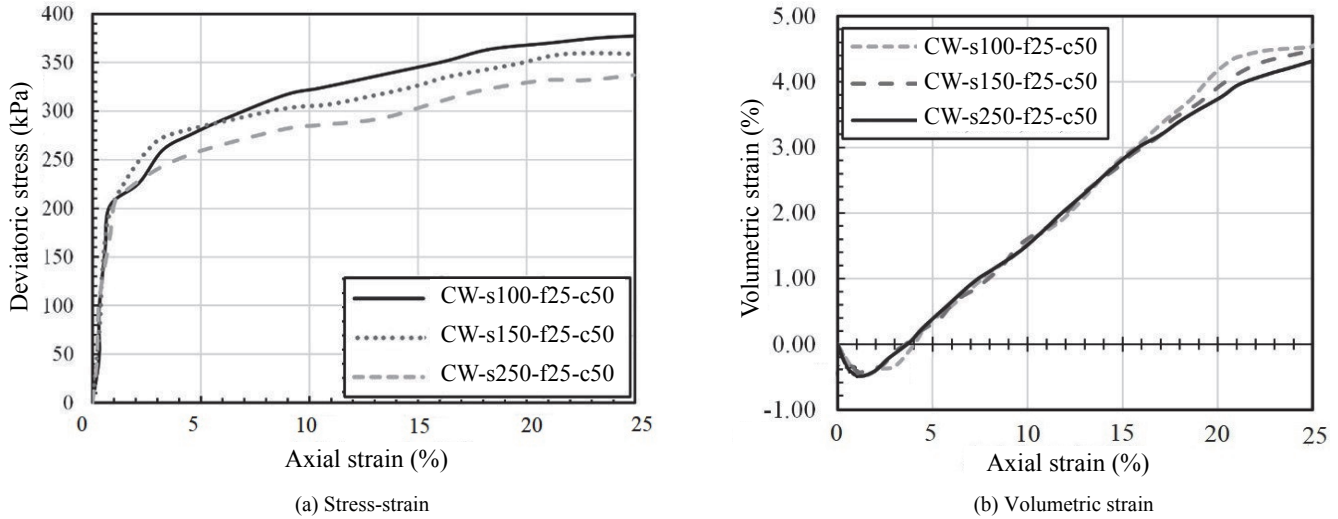 400
350
300
250
200
150
100
50
0
Deviatoric stress (kPa)
CW-s100-f25-c50
CW-s150-f25-c50
CW-s250-f25-c50
0 5 10 15 20 25
Axial strain (%)
(a) Stress-strain
5.00
4.00
3.00
2.00
1.00
0.00
-1.00
Volumetric strain (%)
CW-s100-f25-c50
CW-s150-f25-c50
CW-s250-f25-c50
0 5 10 15 20 25
Axial strain (%)
(b) Volumetric strain